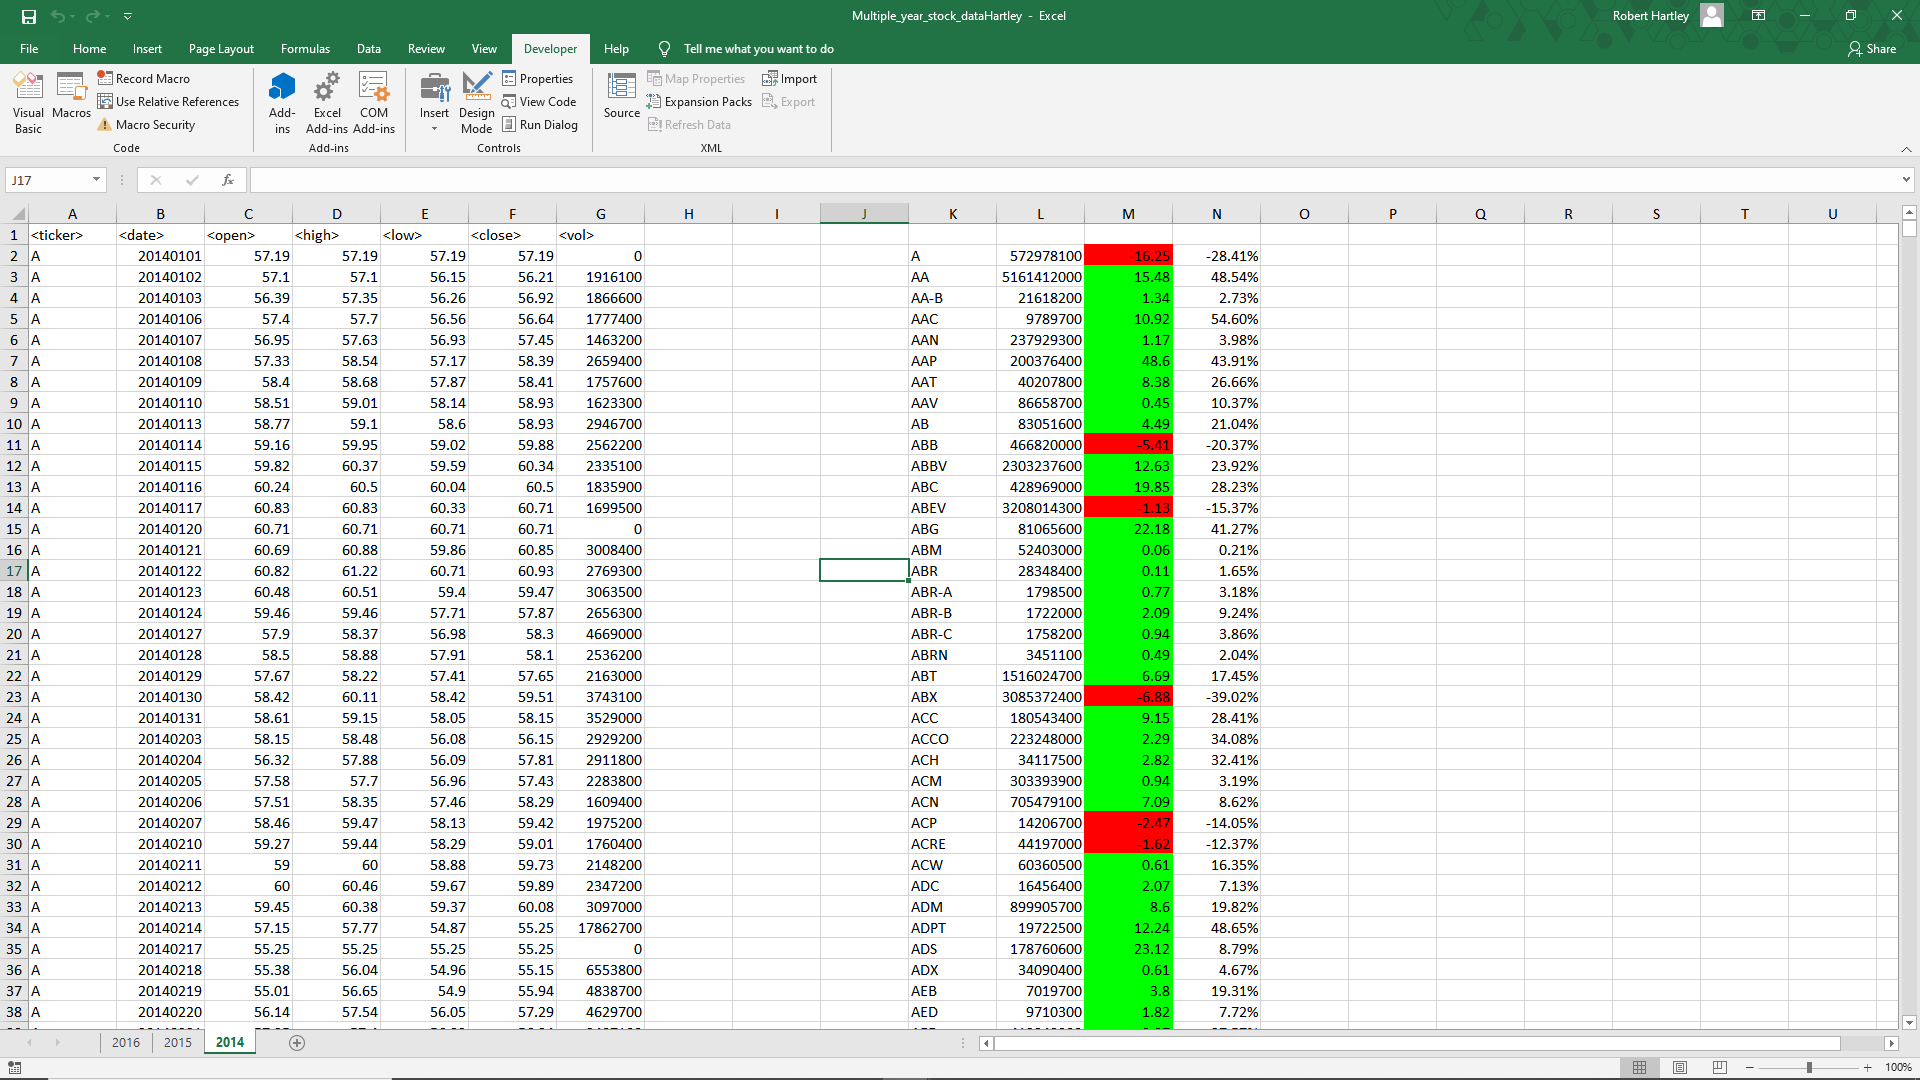 Multiple_year_stock_dataHartley - Excel
Robert Hartley
File Home Insert Page Layout Formulas Data Review View Developer Help Tell me what you want to do Share
Visual Basic Macros Record Macro Use Relative References Macro Security
Add-ins Excel Add-ins COM Add-ins
Insert Design Mode Properties View Code Run Dialog
Source Map Properties Expansion Packs Refresh Data Import Export
Code Add-ins Controls XML
J17 fx
A B C D E F G H I J K L M N O P Q R S T U
1 <ticker> <date> <open> <high> <low> <close> <vol>
2 A 20140101 57.19 57.19 57.19 57.19 0 A 572978100 -16.25 -28.41%
3 A 20140102 57.1 57.1 56.15 56.21 1916100 AA 5161412000 15.48 48.54%
4 A 20140103 56.39 57.35 56.26 56.92 1866600 AA-B 21618200 1.34 2.73%
5 A 20140106 57.4 57.7 56.56 56.64 1777400 AAC 9789700 10.92 54.60%
6 A 20140107 56.95 57.63 56.93 57.45 1463200 AAN 237929300 1.17 3.98%
7 A 20140108 57.33 58.54 57.17 58.39 2659400 AAP 200376400 48.6 43.91%
8 A 20140109 58.4 58.68 57.87 58.41 1757600 AAT 40207800 8.38 26.66%
9 A 20140110 58.51 59.01 58.14 58.93 1623300 AAV 86658700 0.45 10.37%
10 A 20140113 58.77 59.1 58.6 58.93 2946700 AB 83051600 4.49 21.04%
11 A 20140114 59.16 59.95 59.02 59.88 2562200 ABB 466820000 -5.41 -20.37%
12 A 20140115 59.82 60.37 59.59 60.34 2335100 ABBV 2303237600 12.63 23.92%
13 A 20140116 60.24 60.5 60.04 60.5 1835900 ABC 428969000 19.85 28.23%
14 A 20140117 60.83 60.83 60.33 60.71 1699500 ABEV 3208014300 -1.13 -15.37%
15 A 20140120 60.71 60.71 60.71 60.71 0 ABG 81065600 22.18 41.27%
16 A 20140121 60.69 60.88 59.86 60.85 3008400 ABM 52403000 0.06 0.21%
17 A 20140122 60.82 61.22 60.71 60.93 2769300 ABR 28348400 0.11 1.65%
18 A 20140123 60.48 60.51 59.4 59.47 3063500 ABR-A 1798500 0.77 3.18%
19 A 20140124 59.46 59.46 57.71 57.87 2656300 ABR-B 1722000 2.09 9.24%
20 A 20140127 57.9 58.37 56.98 58.3 4669000 ABR-C 1758200 0.94 3.86%
21 A 20140128 58.5 58.88 57.91 58.1 2536200 ABRN 3451100 0.49 2.04%
22 A 20140129 57.67 58.22 57.41 57.65 2163000 ABT 1516024700 6.69 17.45%
23 A 20140130 58.42 60.11 58.42 59.51 3743100 ABX 3085372400 -6.88 -39.02%
24 A 20140131 58.61 59.15 58.05 58.15 3529000 ACC 180543400 9.15 28.41%
25 A 20140203 58.15 58.48 56.08 56.15 2929200 ACCO 223248000 2.29 34.08%
26 A 20140204 56.32 57.88 56.09 57.81 2911800 ACH 34117500 2.82 32.41%
27 A 20140205 57.58 57.7 56.96 57.43 2283800 ACM 303393900 0.94 3.19%
28 A 20140206 57.51 58.35 57.46 58.29 1609400 ACN 705479100 7.09 8.62%
29 A 20140207 58.46 59.47 58.13 59.42 1975200 ACP 14206700 -2.47 -14.05%
30 A 20140210 59.27 59.44 58.29 59.01 1760400 ACRE 44197000 -1.62 -12.37%
31 A 20140211 59 60 58.88 59.73 2148200 ACW 60360500 0.61 16.35%
32 A 20140212 60 60.46 59.67 59.89 2347200 ADC 16456400 2.07 7.13%
33 A 20140213 59.45 60.38 59.37 60.08 3097000 ADM 899905700 8.6 19.82%
34 A 20140214 57.15 57.77 54.87 55.25 17862700 ADPT 19722500 12.24 48.65%
35 A 20140217 55.25 55.25 55.25 55.25 0 ADS 178760600 23.12 8.79%
36 A 20140218 55.38 56.04 54.96 55.15 6553800 ADX 34090400 0.61 4.67%
37 A 20140219 55.01 56.65 54.9 55.94 4838700 AEB 7019700 3.8 19.31%
38 A 20140220 56.14 57.54 56.05 57.29 4629700 AED 9710300 1.82 7.72%
2016 2015 2014
100%